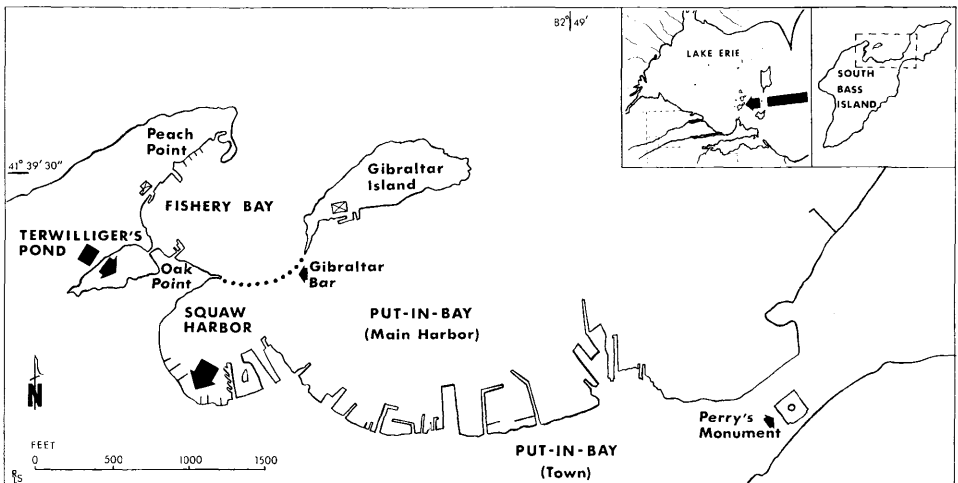 82° 49'
LAKE ERIE
SOUTH
BASS
ISLAND
Peach
Point
41° 39' 30"
Gibraltar
Island
FISHERY BAY
TERWILIGER'S
POND
Oak
Point
Gibraltar
Bar
SQUAW
HARBOR
PUT-IN-BAY
(Main Harbor)
N
Perry's
Monument
FEET
0 500 1000 1500
PUT-IN-BAY
(Town)